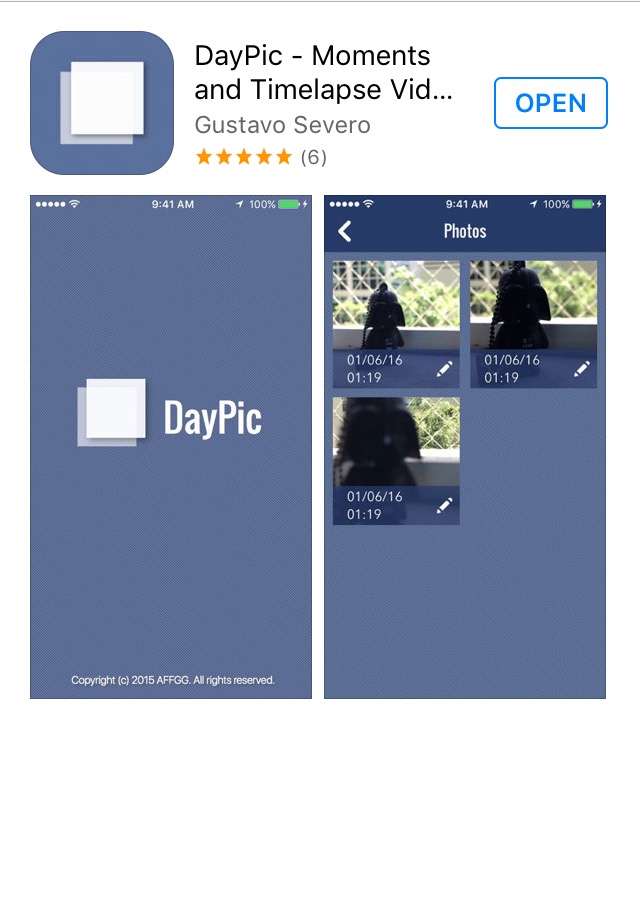 DayPic - Moments
and Timelapse Vid...
OPEN
Gustavo Severo
(6)
9:41 AM
100%
DayPic
Copyright (c) 2015 AFFGG. All rights reserved.
9:41 AM
100%
Photos
01/06/16
01:19
01/06/16
01:19
01/06/16
01:19